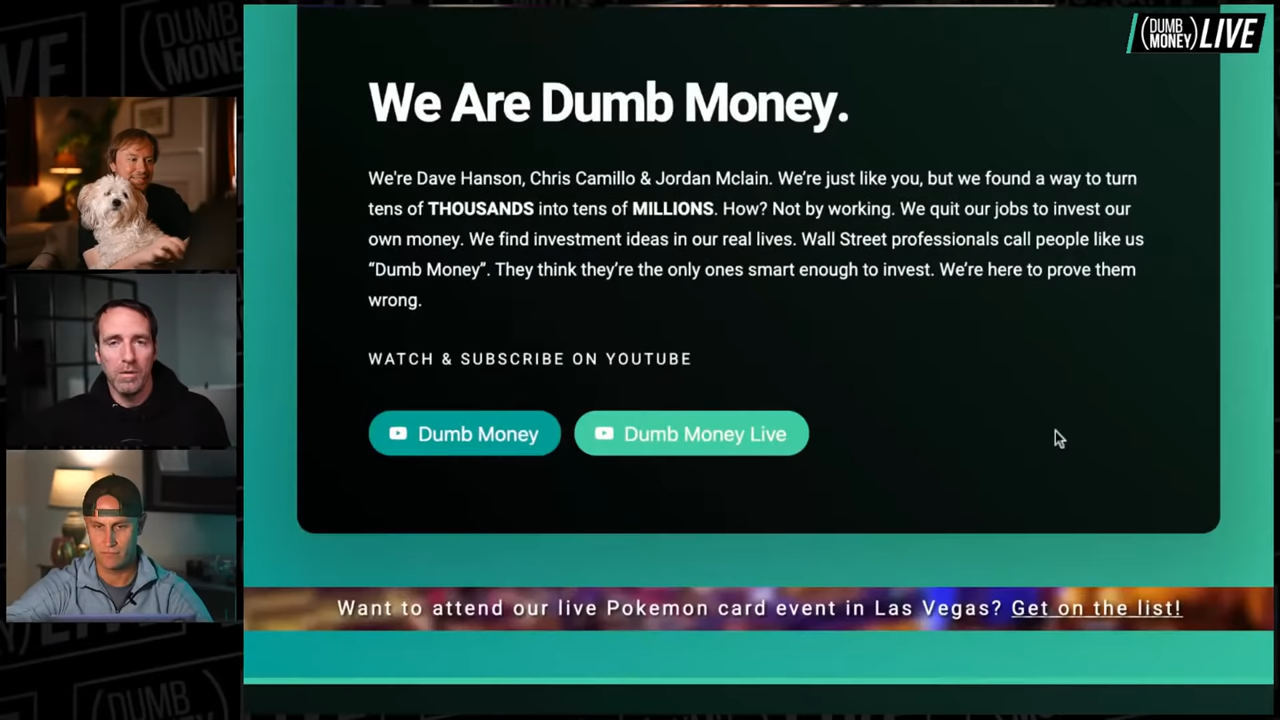 (DUMB
MONEY) LIVE
We Are Dumb Money.
We're Dave Hanson, Chris Camillo & Jordan Mclain. We’re just like you, but we found a way to turn
tens of THOUSANDS into tens of MILLIONS. How? Not by working. We quit our jobs to invest our
own money. We find investment ideas in our real lives. Wall Street professionals call people like us
“Dumb Money”. They think they’re the only ones smart enough to invest. We’re here to prove them
wrong.
WATCH & SUBSCRIBE ON YOUTUBE
Dumb Money
Dumb Money Live
Want to attend our live Pokemon card event in Las Vegas? Get on the list!